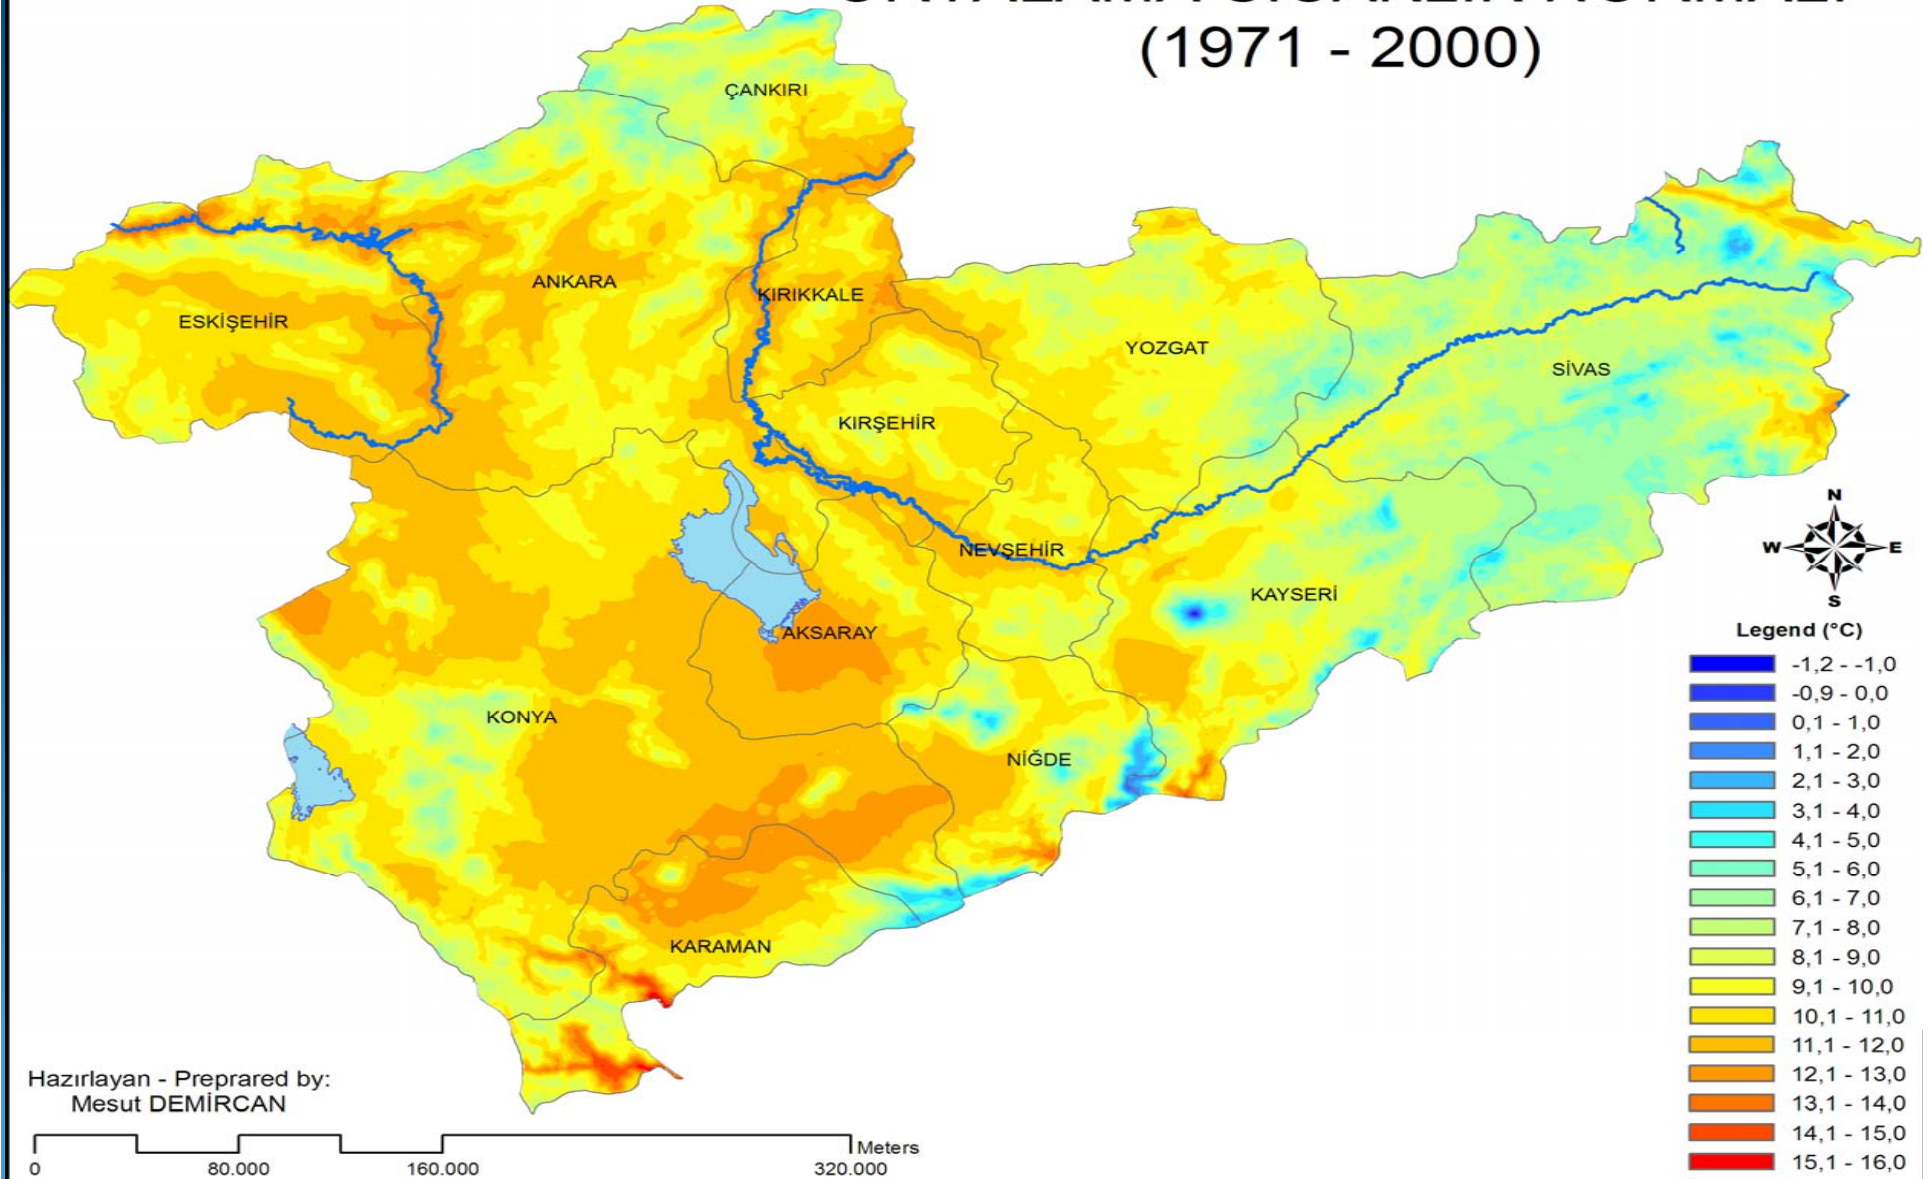 (1971 - 2000)
ÇANKIRI
ANKARA
KIRIKKALE
ESKİŞEHİR
YOZGAT
SİVAS
KIRŞEHİR
NEVŞEHİR
KAYSERİ
AKSARAY
KONYA
NİĞDE
KARAMAN
N
W E
S
Legend (°C)
-1,2 - -1,0
-0,9 - 0,0
0,1 - 1,0
1,1 - 2,0
2,1 - 3,0
3,1 - 4,0
4,1 - 5,0
5,1 - 6,0
6,1 - 7,0
7,1 - 8,0
8,1 - 9,0
9,1 - 10,0
10,1 - 11,0
11,1 - 12,0
12,1 - 13,0
13,1 - 14,0
14,1 - 15,0
15,1 - 16,0
Hazırlayan - Preprared by:
Mesut DEMİRCAN
Meters
0 80.000 160.000 320.000